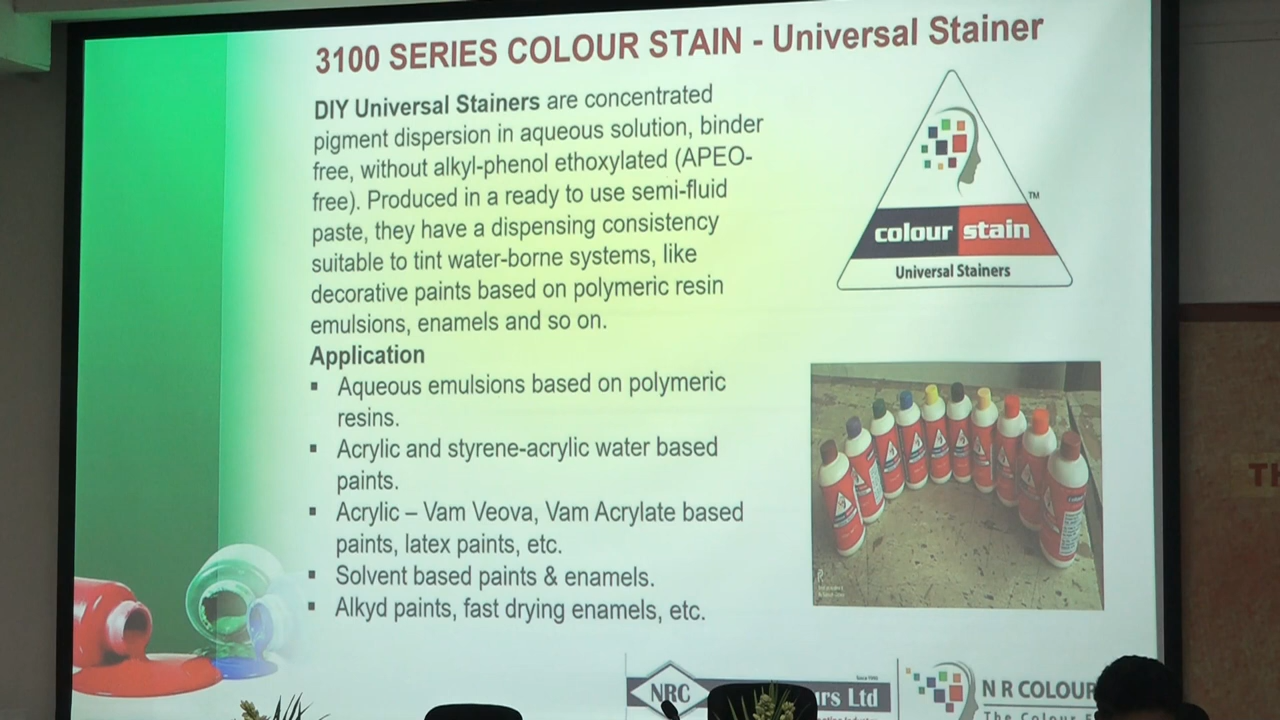 3100 SERIES COLOUR STAIN - Universal Stainer
DIY Universal Stainers are concentrated
pigment dispersion in aqueous solution, binder
free, without alkyl-phenol ethoxylated (APEO-
free). Produced in a ready to use semi-fluid
paste, they have a dispensing consistency
suitable to tint water-borne systems, like
decorative paints based on polymeric resin
emulsions, enamels and so on.
Application
▪ Aqueous emulsions based on polymeric
resins.
▪ Acrylic and styrene-acrylic water based
paints.
▪ Acrylic – Vam Veova, Vam Acrylate based
paints, latex paints, etc.
▪ Solvent based paints & enamels.
▪ Alkyd paints, fast drying enamels, etc.
TM
colour stain
Universal Stainers
NRC
Ltd
N R COLOUR
The Colour